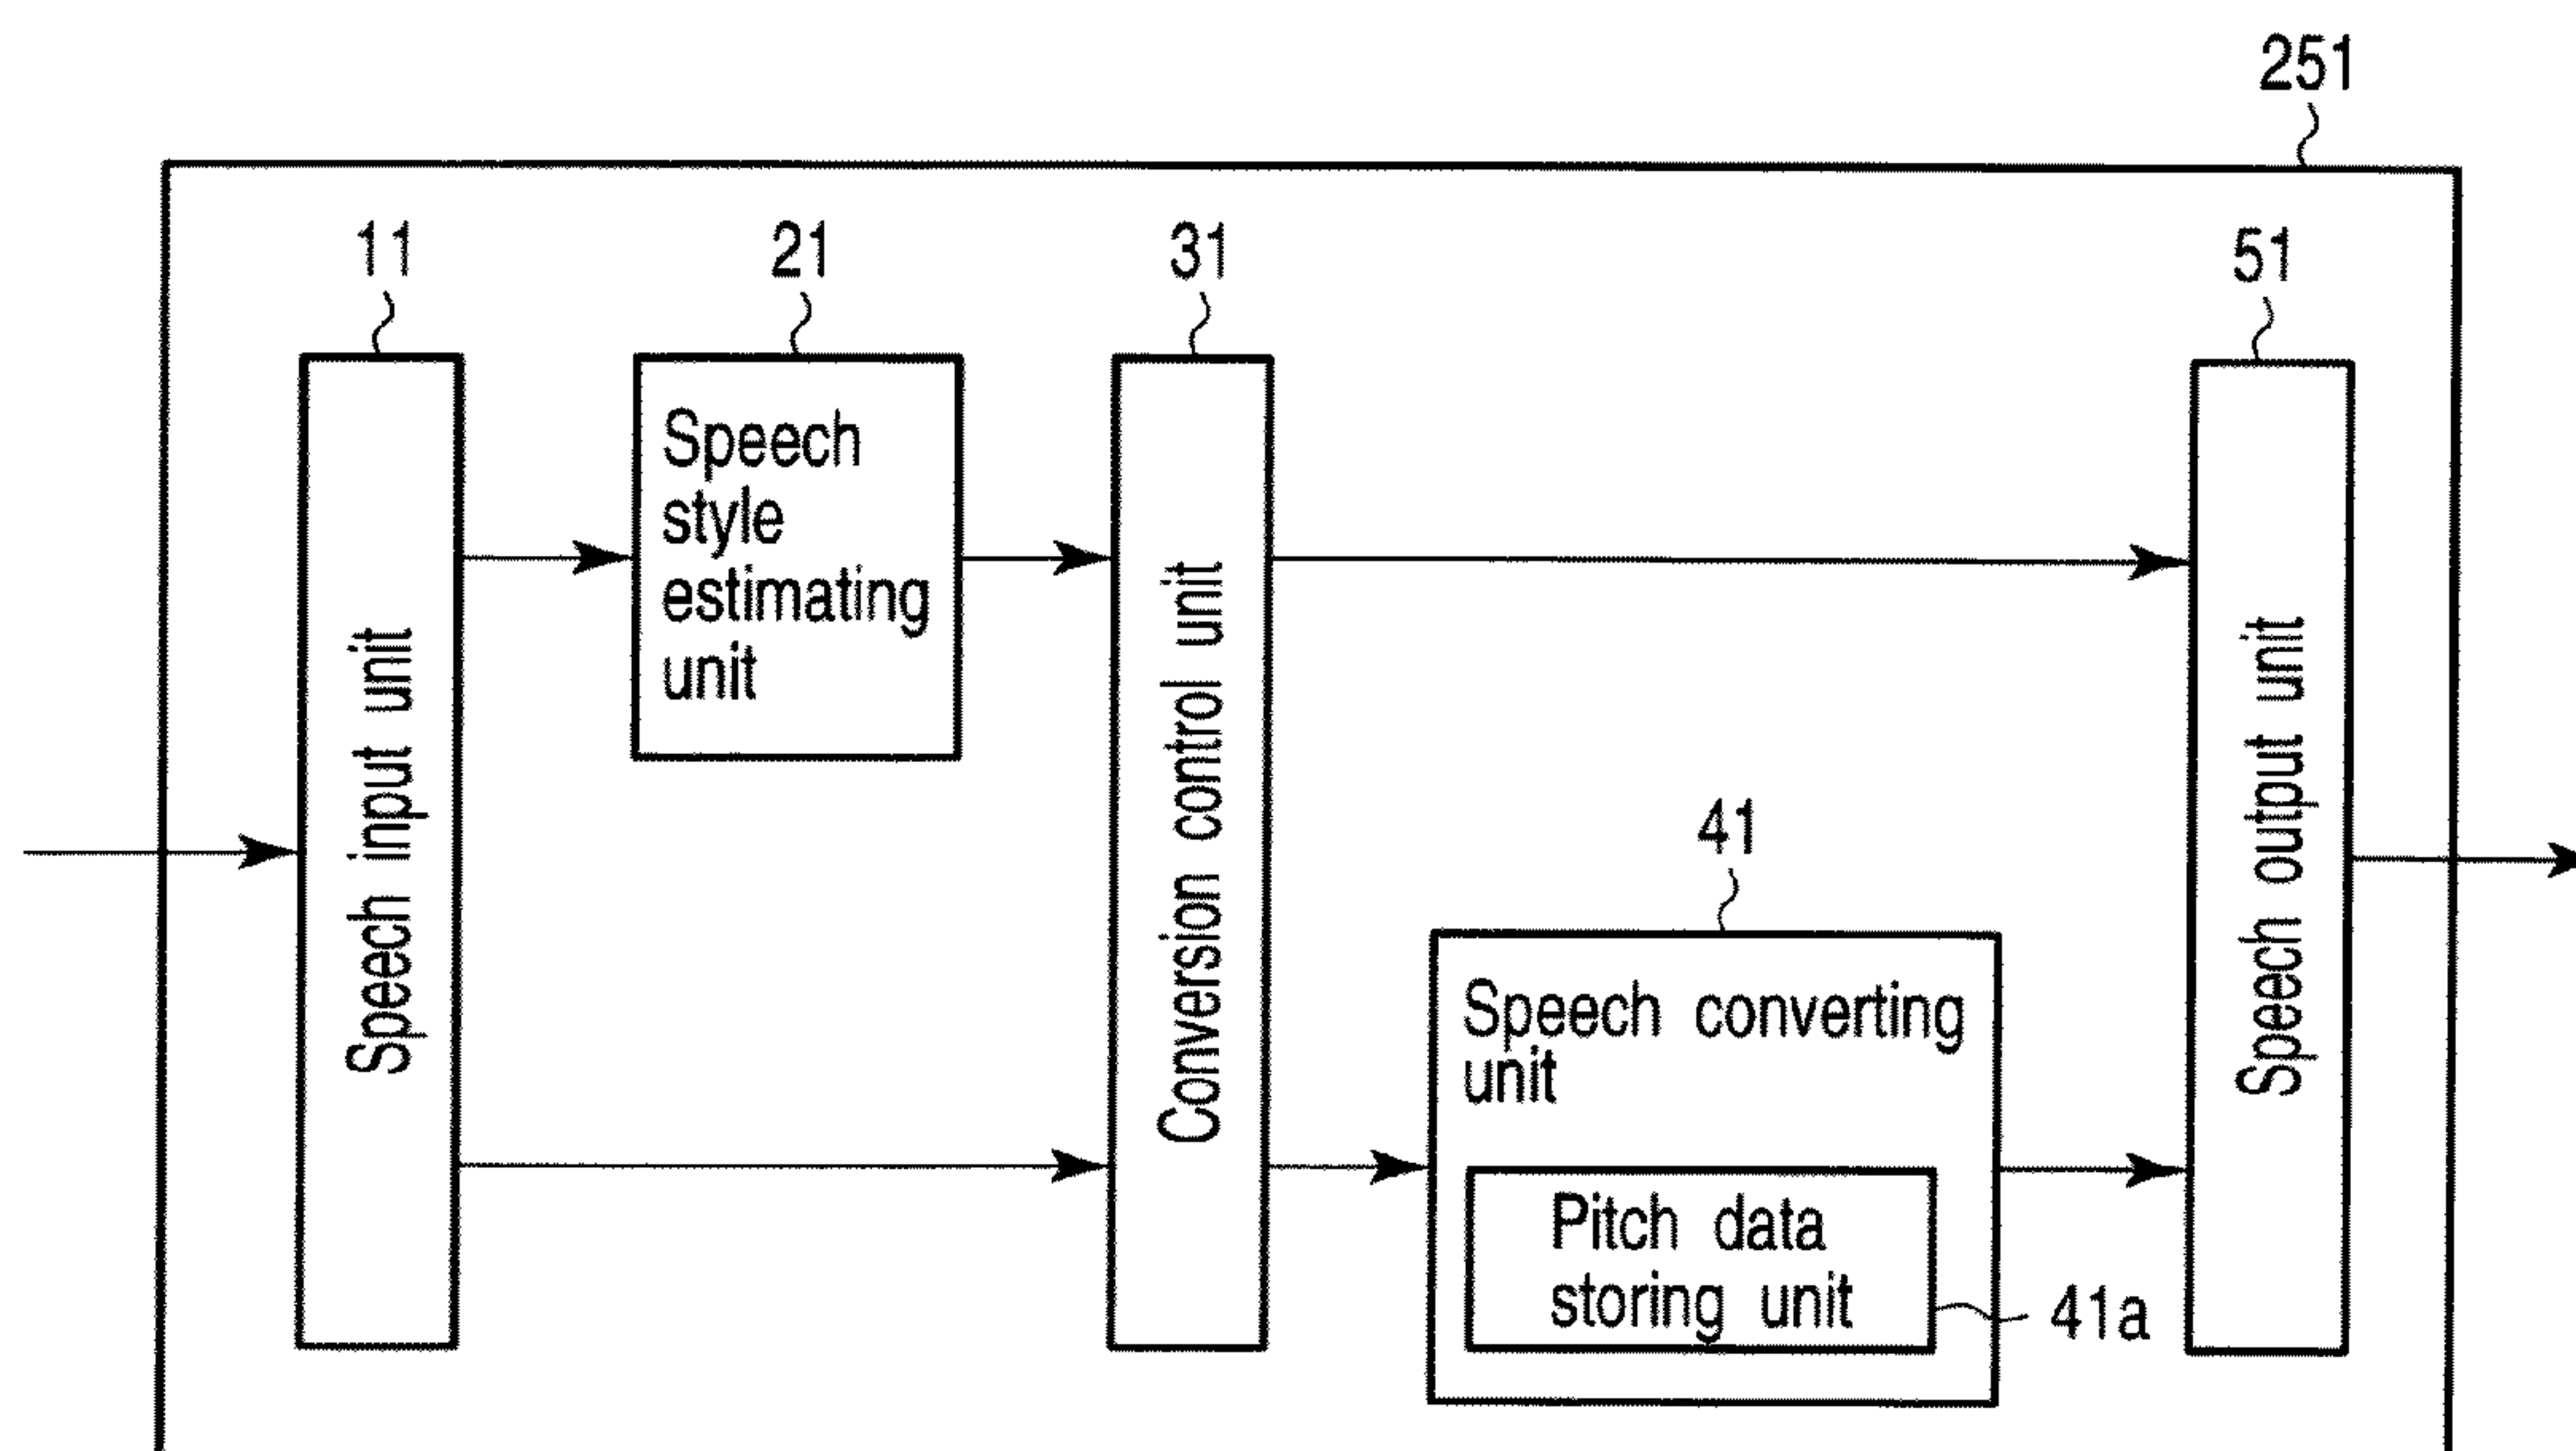 251
11
21
31
51
Speech input unit
Speech
style
estimating
unit
Conversion control unit
Speech output unit
41
Speech converting
unit
Pitch data
storing unit
41a